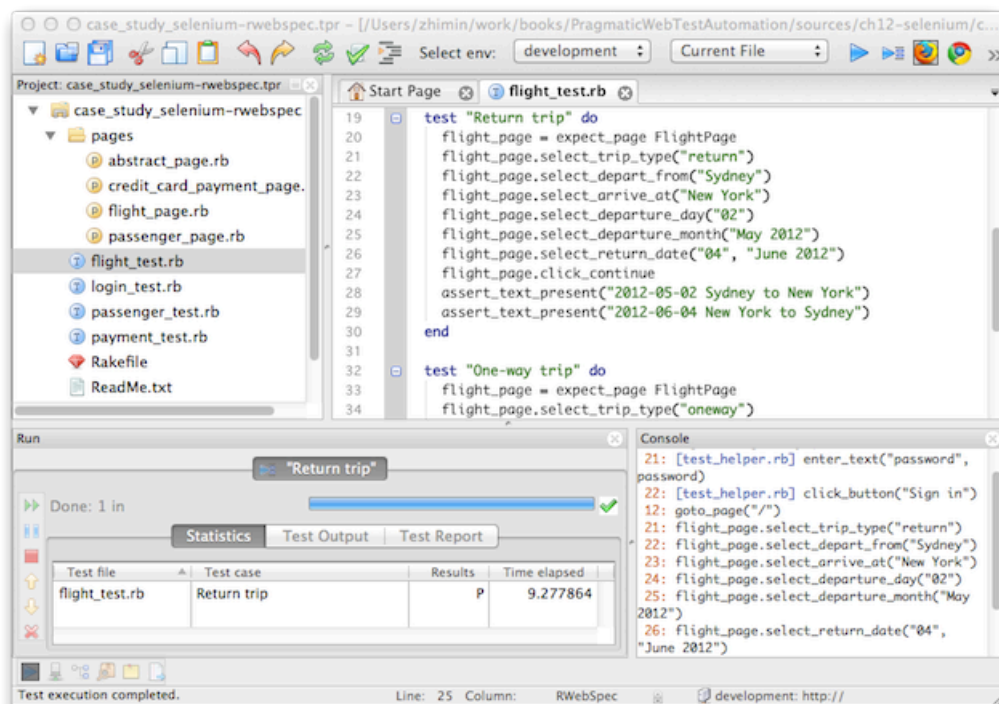 case_study_selenium-rwebspec.tpr – [/Users/zhimin/work/books/PragmaticWebTestAutomation/sources/ch12-selenium/c...
Select env: development Current File
Project: case_study_selenium-rwebspec.tpr
case_study_selenium-rwebspec
pages
abstract_page.rb
credit_card_payment_page.
flight_page.rb
passenger_page.rb
flight_test.rb
login_test.rb
passenger_test.rb
payment_test.rb
Rakefile
ReadMe.txt
Start Page flight_test.rb
19 test "Return trip" do
20 flight_page = expect_page FlightPage
21 flight_page.select_trip_type("return")
22 flight_page.select_depart_from("Sydney")
23 flight_page.select_arrive_at("New York")
24 flight_page.select_departure_day("02")
25 flight_page.select_departure_month("May 2012")
26 flight_page.select_return_date("04", "June 2012")
27 flight_page.click_continue
28 assert_text_present("2012-05-02 Sydney to New York")
29 assert_text_present("2012-06-04 New York to Sydney")
30 end
31
32 test "One-way trip" do
33 flight_page = expect_page FlightPage
34 flight_page.select_trip_type("oneway")
Run
"Return trip"
Done: 1 in
Statistics Test Output Test Report
Test file Test case Results Time elapsed
flight_test.rb Return trip P 9.277864
Console
21: [test_helper.rb] enter_text("password",
password)
22: [test_helper.rb] click_button("Sign in")
12: goto_page("/")
21: flight_page.select_trip_type("return")
22: flight_page.select_depart_from("Sydney")
23: flight_page.select_arrive_at("New York")
24: flight_page.select_departure_day("02")
25: flight_page.select_departure_month("May
2012")
26: flight_page.select_return_date("04",
"June 2012")
Test execution completed. Line: 25 Column: RWebSpec development: http://